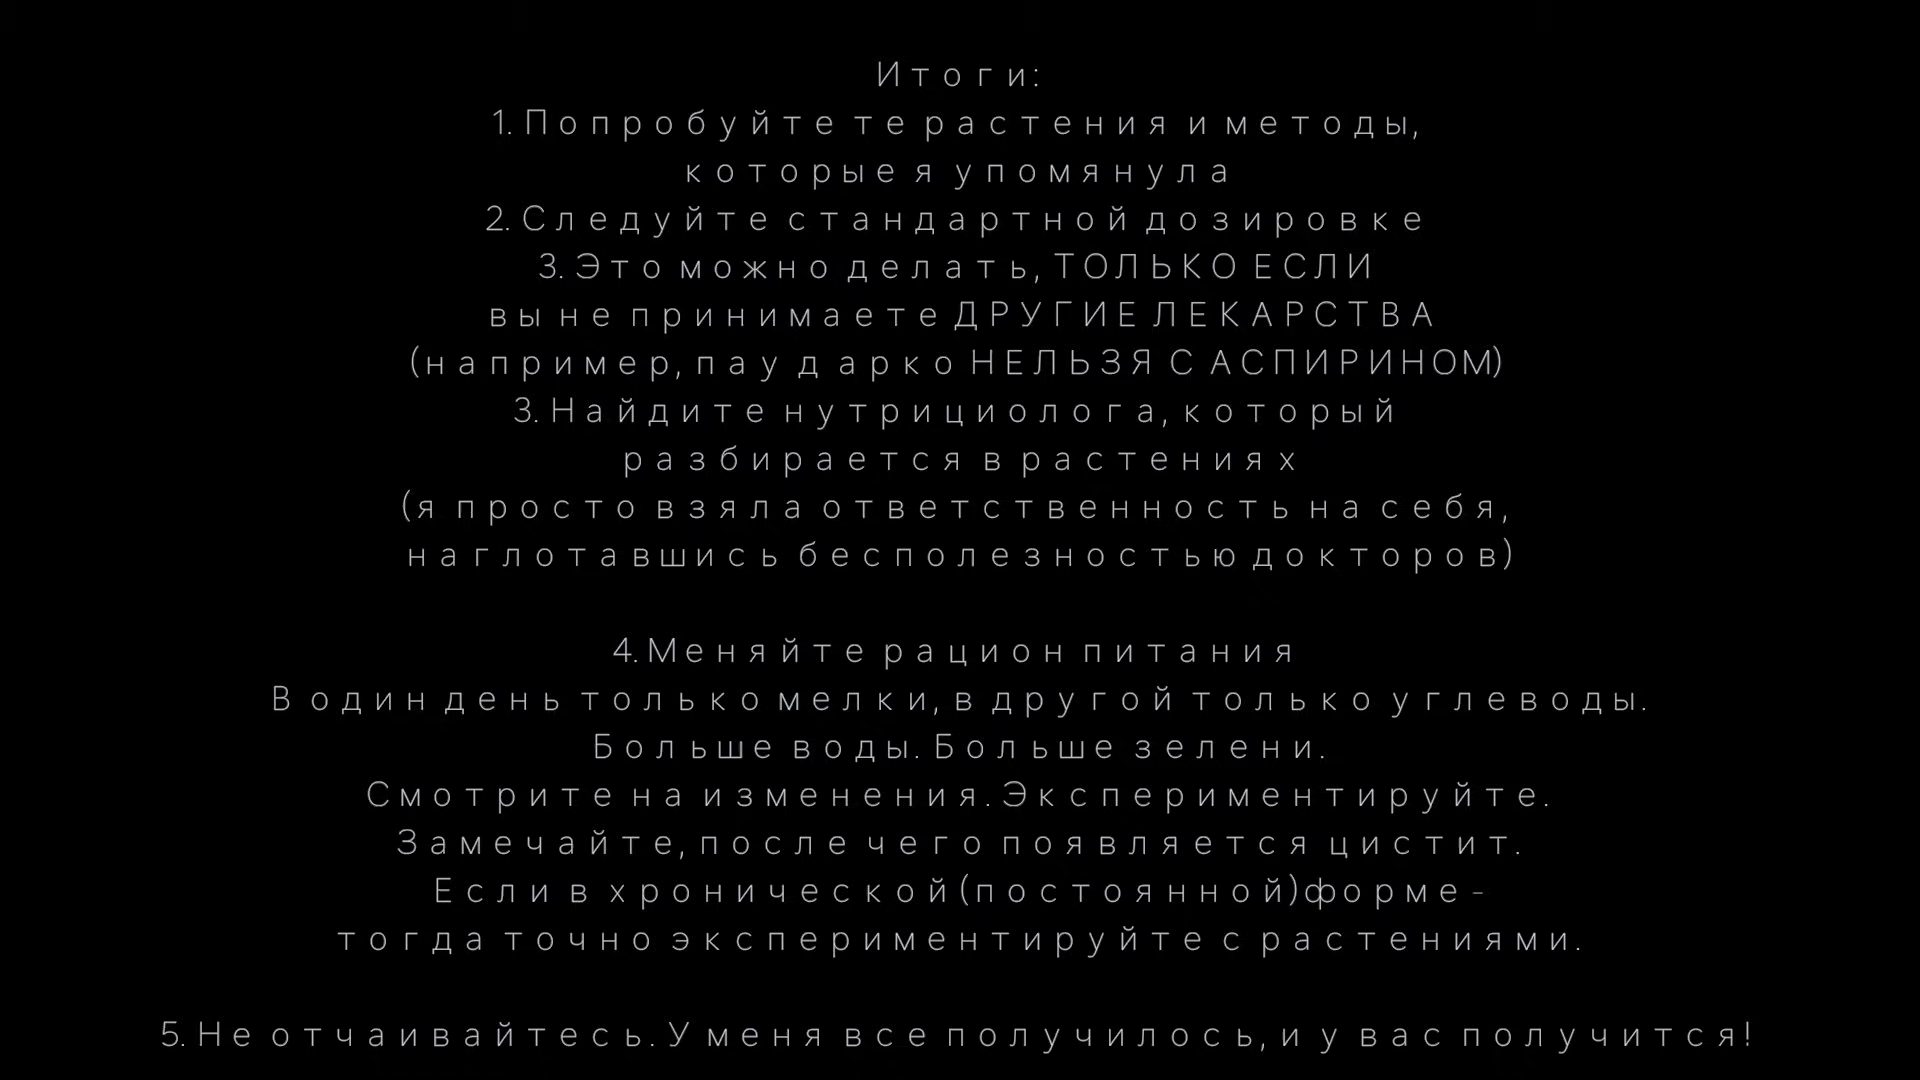 Итоги:
1. Попробуйте те растения и методы,
которые я упомянула
2. Следуйте стандартной дозировке
3. Это можно делать, ТОЛЬКО ЕСЛИ
вы не принимаете ДРУГИЕ ЛЕКАРСТВА
(например, пау дарко НЕЛЬЗЯ С АСПИРИНОМ)
3. Найдите нутрициолога, который
разбирается в растениях
(я просто взяла ответственность на себя,
наглотавшись бесполезностью докторов)
4. Меняйте рацион питания
В один день только мелки, в другой только углеводы.
Больше воды. Больше зелени.
Смотрите на изменения. Экспериментируйте.
Замечайте, после чего появляется цистит.
Если в хронической (постоянной) форме -
тогда точно экспериментируйте с растениями.
5. Не отчаивайтесь. У меня все получилось, и у вас получится!